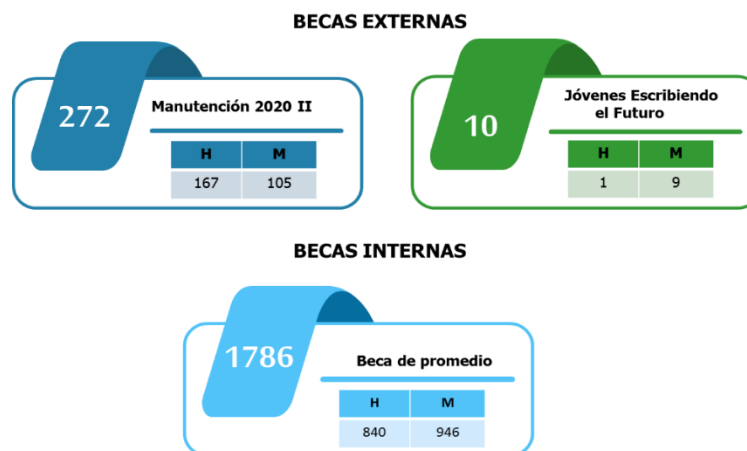 BECAS EXTERNAS
272
Manutención 2020 II
H M
167 105
10
Jóvenes Escribiendo
el Futuro
H M
1 9
BECAS INTERNAS
1786
Beca de promedio
H M
840 946